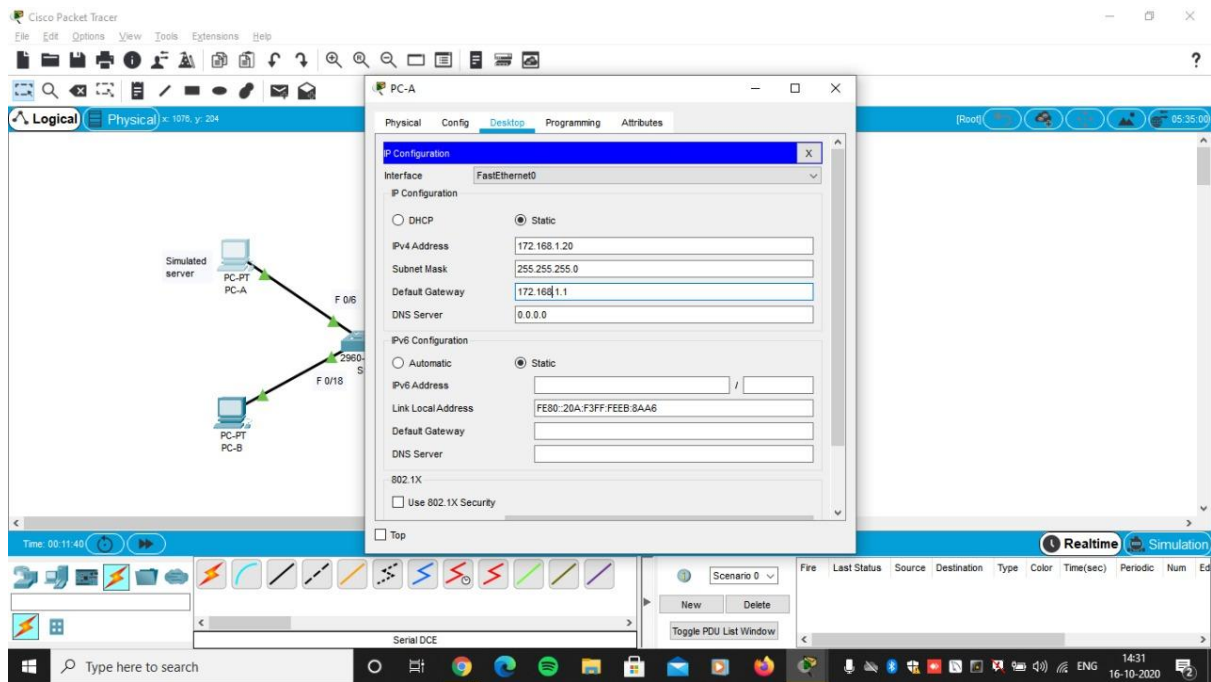 Cisco Packet Tracer
File Edit Options View Tools Extensions Help
?
PC-A
Logical Physical x: 1076, y: 204
[Root] 05:35:00
Physical Config Desktop Programming Attributes
IP Configuration X
Interface FastEthernet0
IP Configuration
DHCP Static
IPv4 Address 172.168.1.20
Subnet Mask 255.255.255.0
Default Gateway 172.168.1.1
DNS Server 0.0.0.0
IPv6 Configuration
Automatic Static
IPv6 Address /
Link Local Address FE80::20A:F3FF:FEEB:8AA6
Default Gateway
DNS Server
802.1X
Use 802.1X Security
Top
Simulated
server
PC-PT
PC-A
F 0/6
2960-
S
F 0/18
PC-PT
PC-B
Time: 00:11:40
Realtime Simulation
Serial DCE
Scenario 0
New Delete
Toggle PDU List Window
Fire Last Status Source Destination Type Color Time(sec) Periodic Num Ed
Type here to search
ENG
14:31
16-10-2020